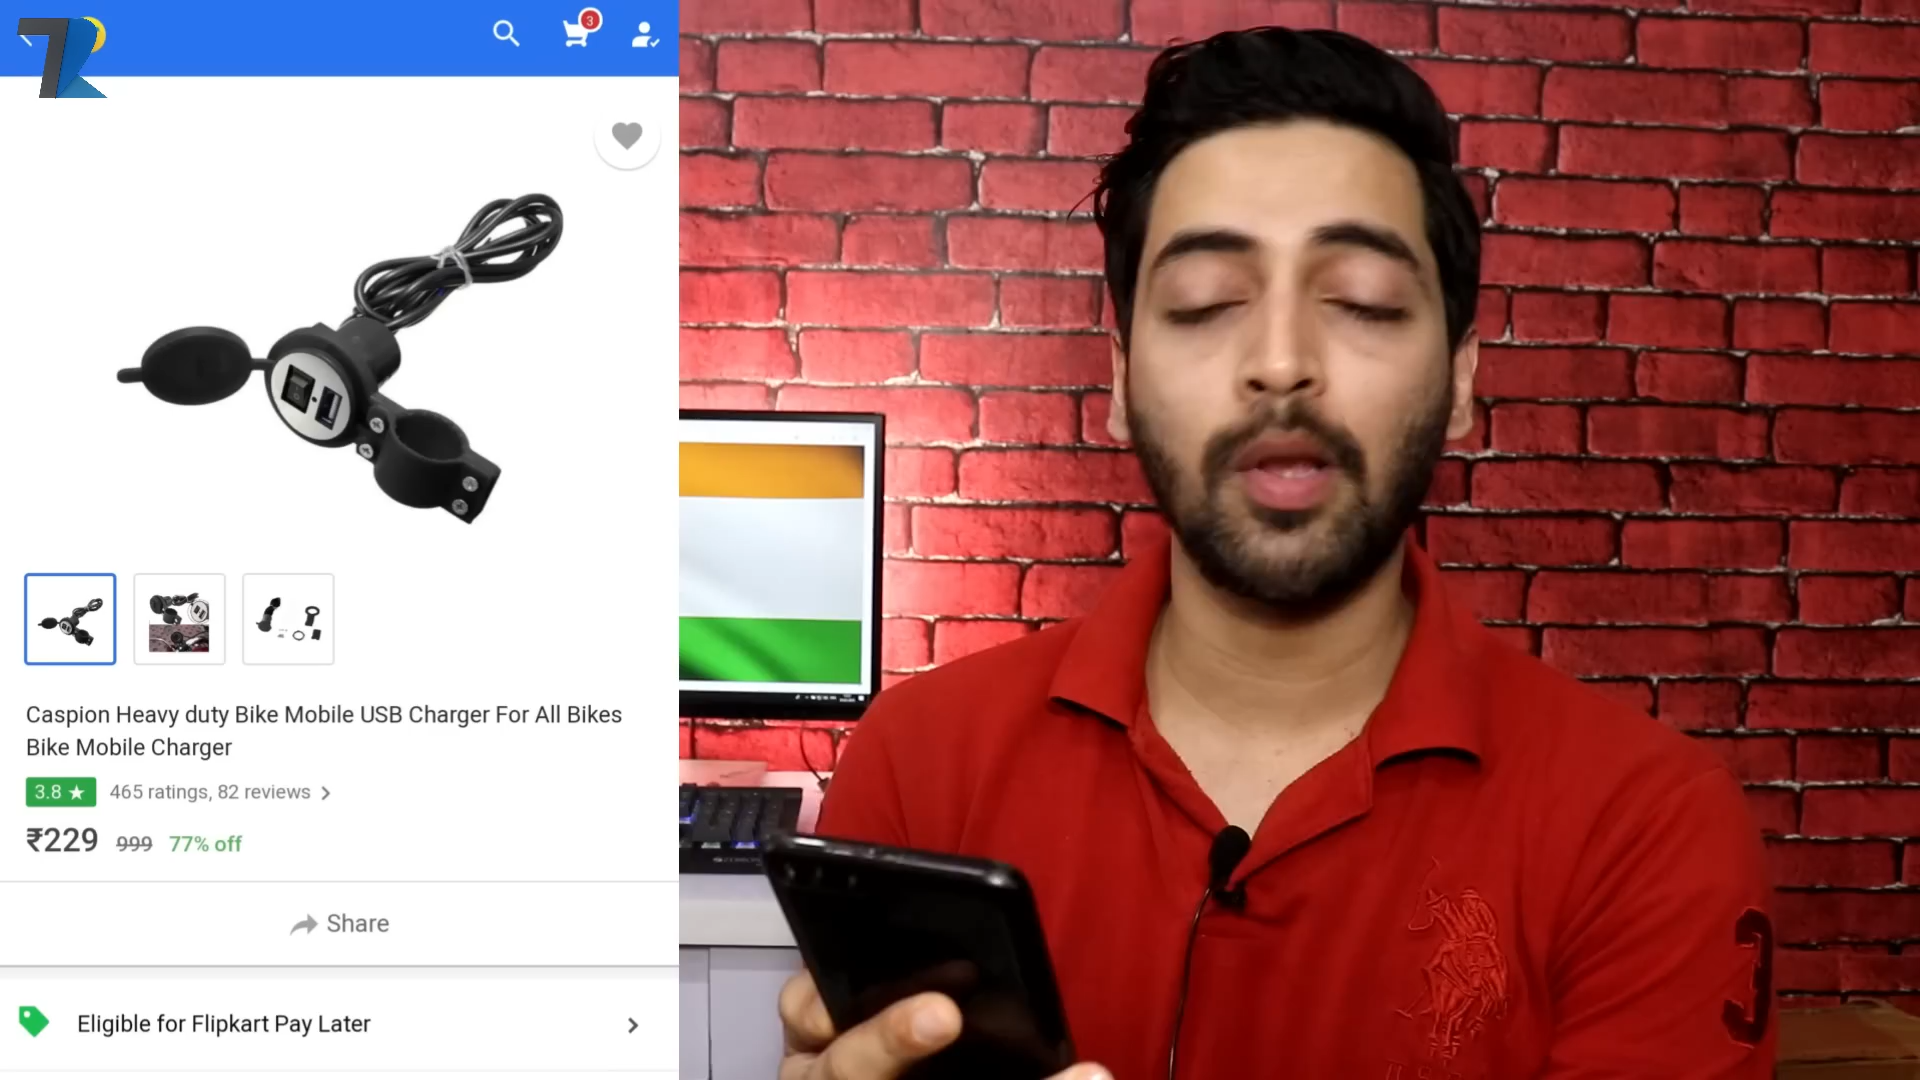 3
Caspion Heavy duty Bike Mobile USB Charger For All Bikes
Bike Mobile Charger
3.8 ★ 465 ratings, 82 reviews
₹229 999 77% off
Share
Eligible for Flipkart Pay Later
3